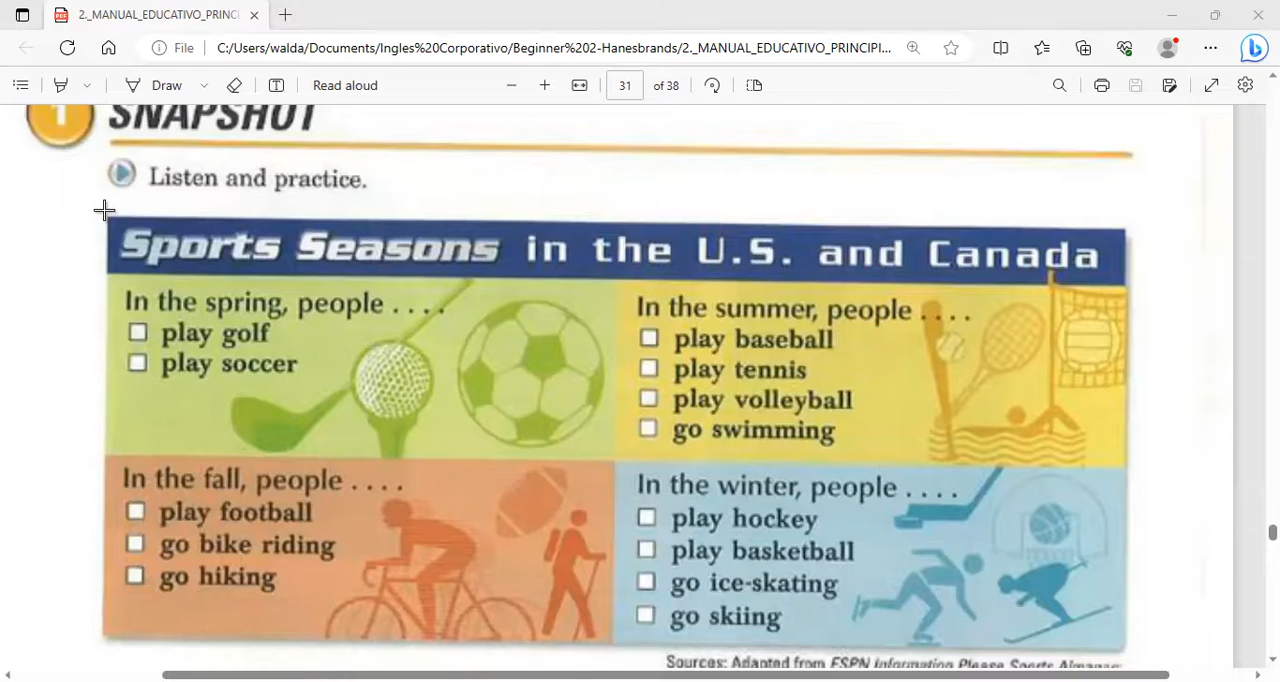 2._MANUAL_EDUCATIVO_PRINCI
File
C:/Users/walda/Documents/Ingles%20Corporativo/Beginner%202-Hanesbrands/2._MANUAL_EDUCATIVO_PRINCIPI...
Draw
Read aloud
31
of 38
1 SNAPSHOT
Listen and practice.
Sports Seasons in the U.S. and Canada
In the spring, people . . . .
play golf
play soccer
In the summer, people . . . .
play baseball
play tennis
play volleyball
go swimming
In the fall, people . . . .
play football
go bike riding
go hiking
In the winter, people . . . .
play hockey
play basketball
go ice-skating
go skiing
Sources: Adapted from ESPN Information Please Sports Almanac